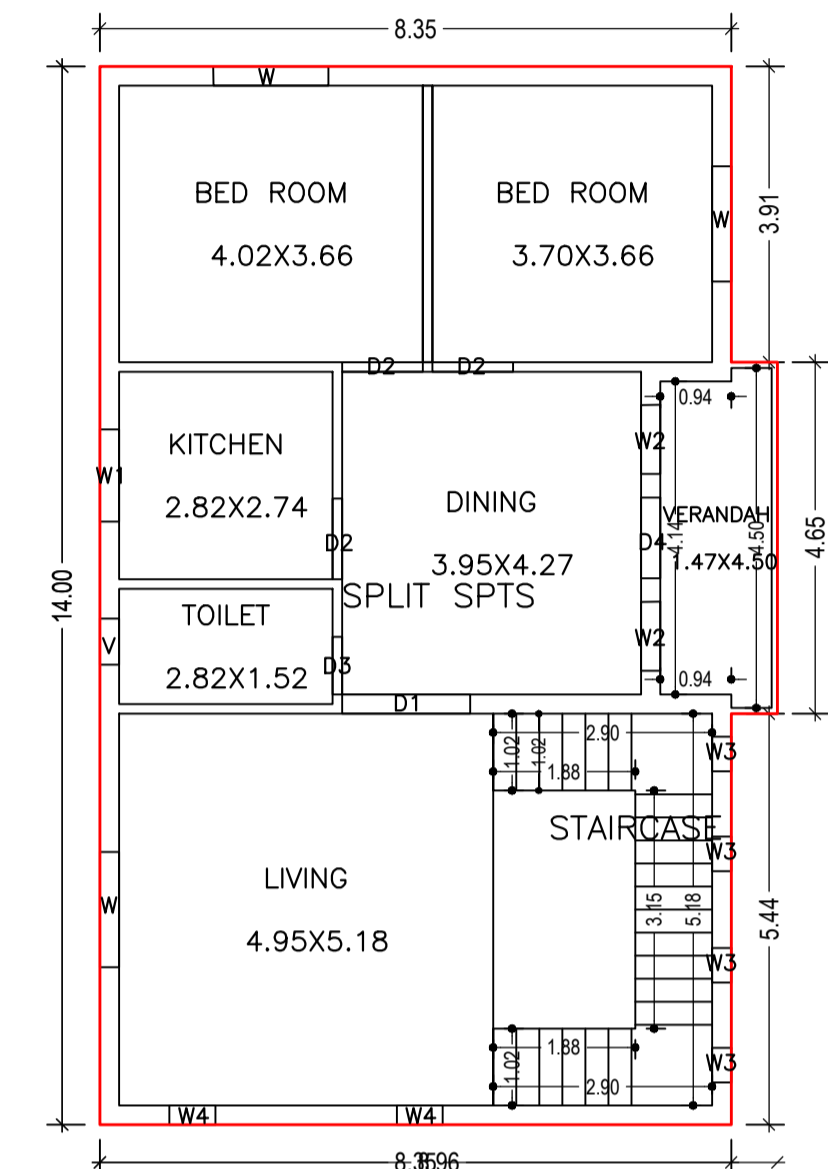 8.35
W
BED ROOM
4.02X3.66
BED ROOM
3.70X3.66
W
3.91
D2
D2
0.94
KITCHEN
2.82X2.74
W1
D2
DINING
3.95X4.27
W2
VERANDAH
1.47X4.50
D4
4.14
4.50
4.65
14.00
SPLIT SPTS
TOILET
2.82X1.52
V
D3
W2
0.94
D1
1.02
1.02
2.90
1.88
W3
STAIRCASE
W3
LIVING
4.95X5.18
W
3.15
5.18
5.44
W3
1.88
1.02
W3
2.90
W4
W4
8.35
8.96